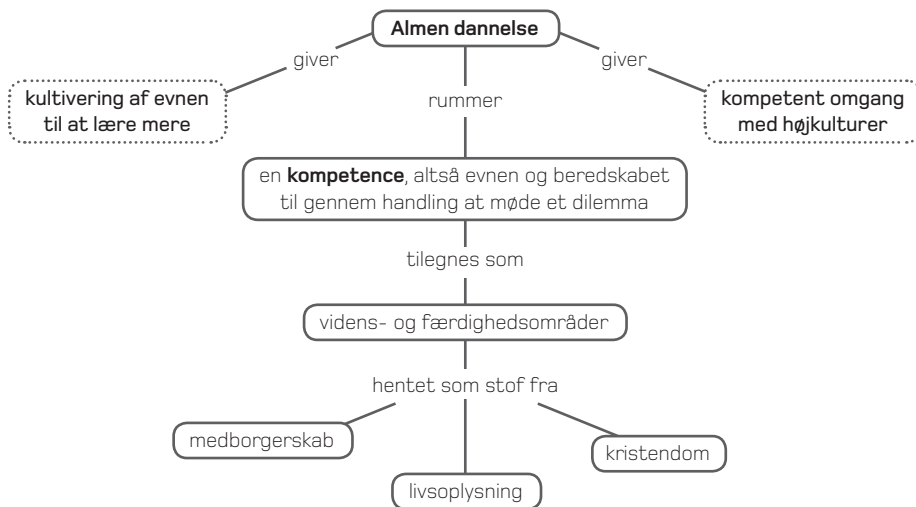 Almen dannelse
giver
giver
kultivering af evnen
til at lære mere
rummer
kompetent omgang
med højkulturer
en kompetence, altså evnen og beredskabet
til gennem handling at møde et dilemma
tilegnes som
videns- og færdighedsområder
hentet som stof fra
medborgerskab
kristendom
livsoplysning